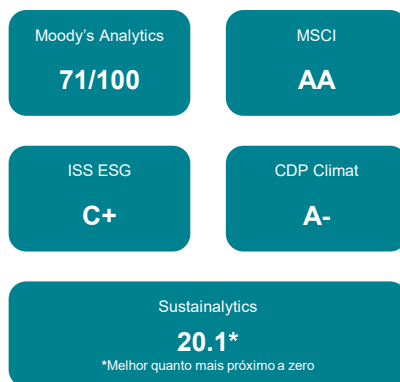 Moody's Analytics
71/100
MSCI
AA
ISS ESG
C+
CDP Climat
A-
Sustainalytics
20.1*
*Melhor quanto mais próximo a zero